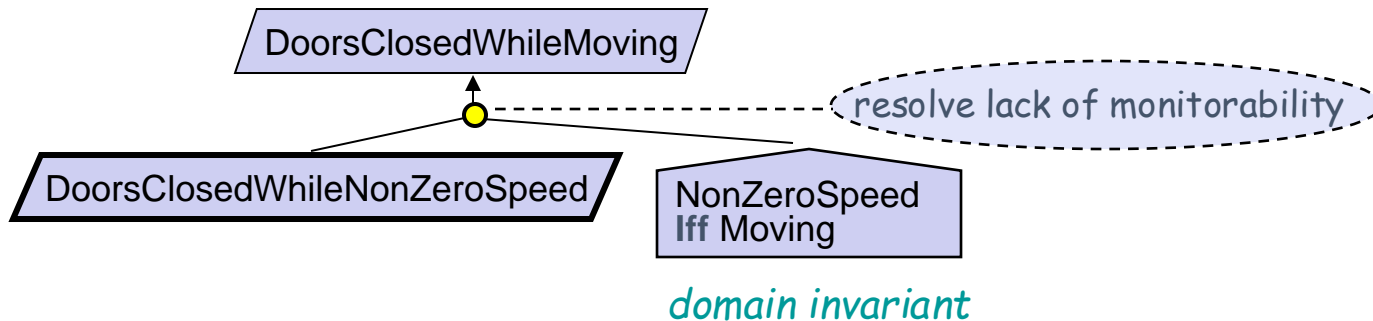 DoorsClosedWhileMoving
resolve lack of monitorability
DoorsClosedWhileNonZeroSpeed
NonZeroSpeed
Iff Moving
domain invariant